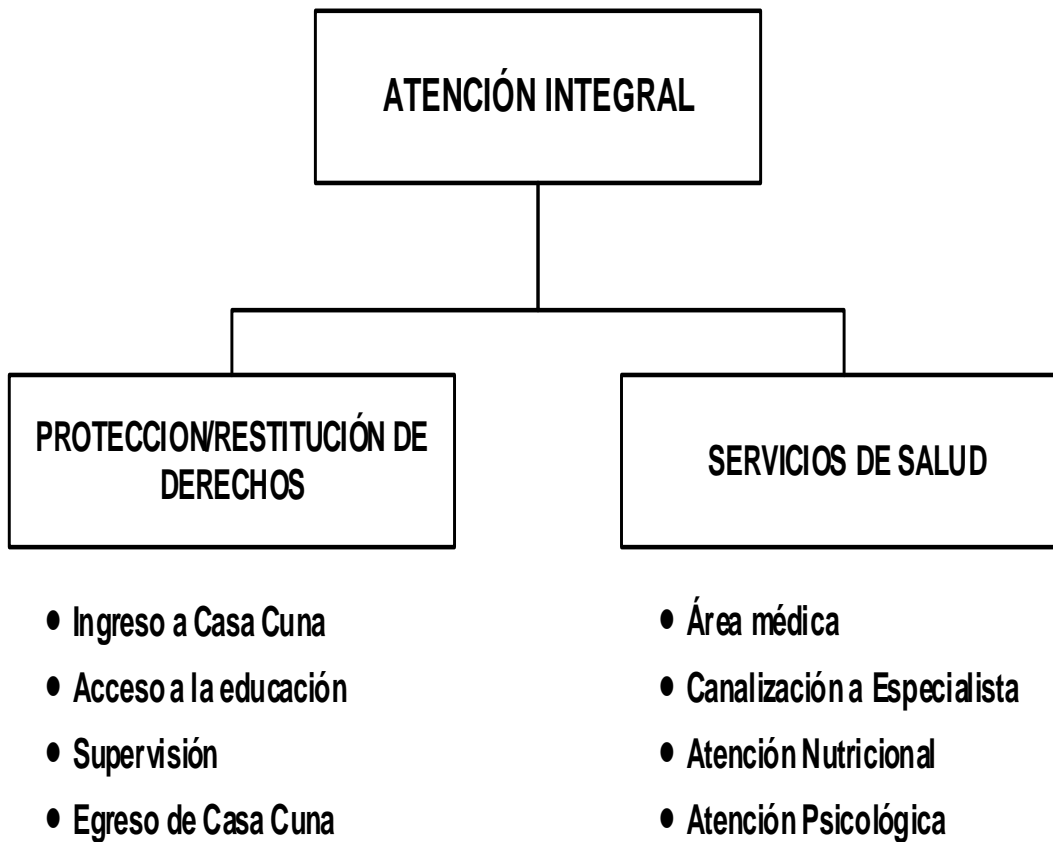 ATENCIÓN INTEGRAL
PROTECCION/RESTITUCIÓN DE
DERECHOS
• Ingreso a Casa Cuna
• Acceso a la educación
• Supervisión
• Egreso de Casa Cuna
SERVICIOS DE SALUD
• Área médica
• Canalización a Especialista
• Atención Nutricional
• Atención Psicológica